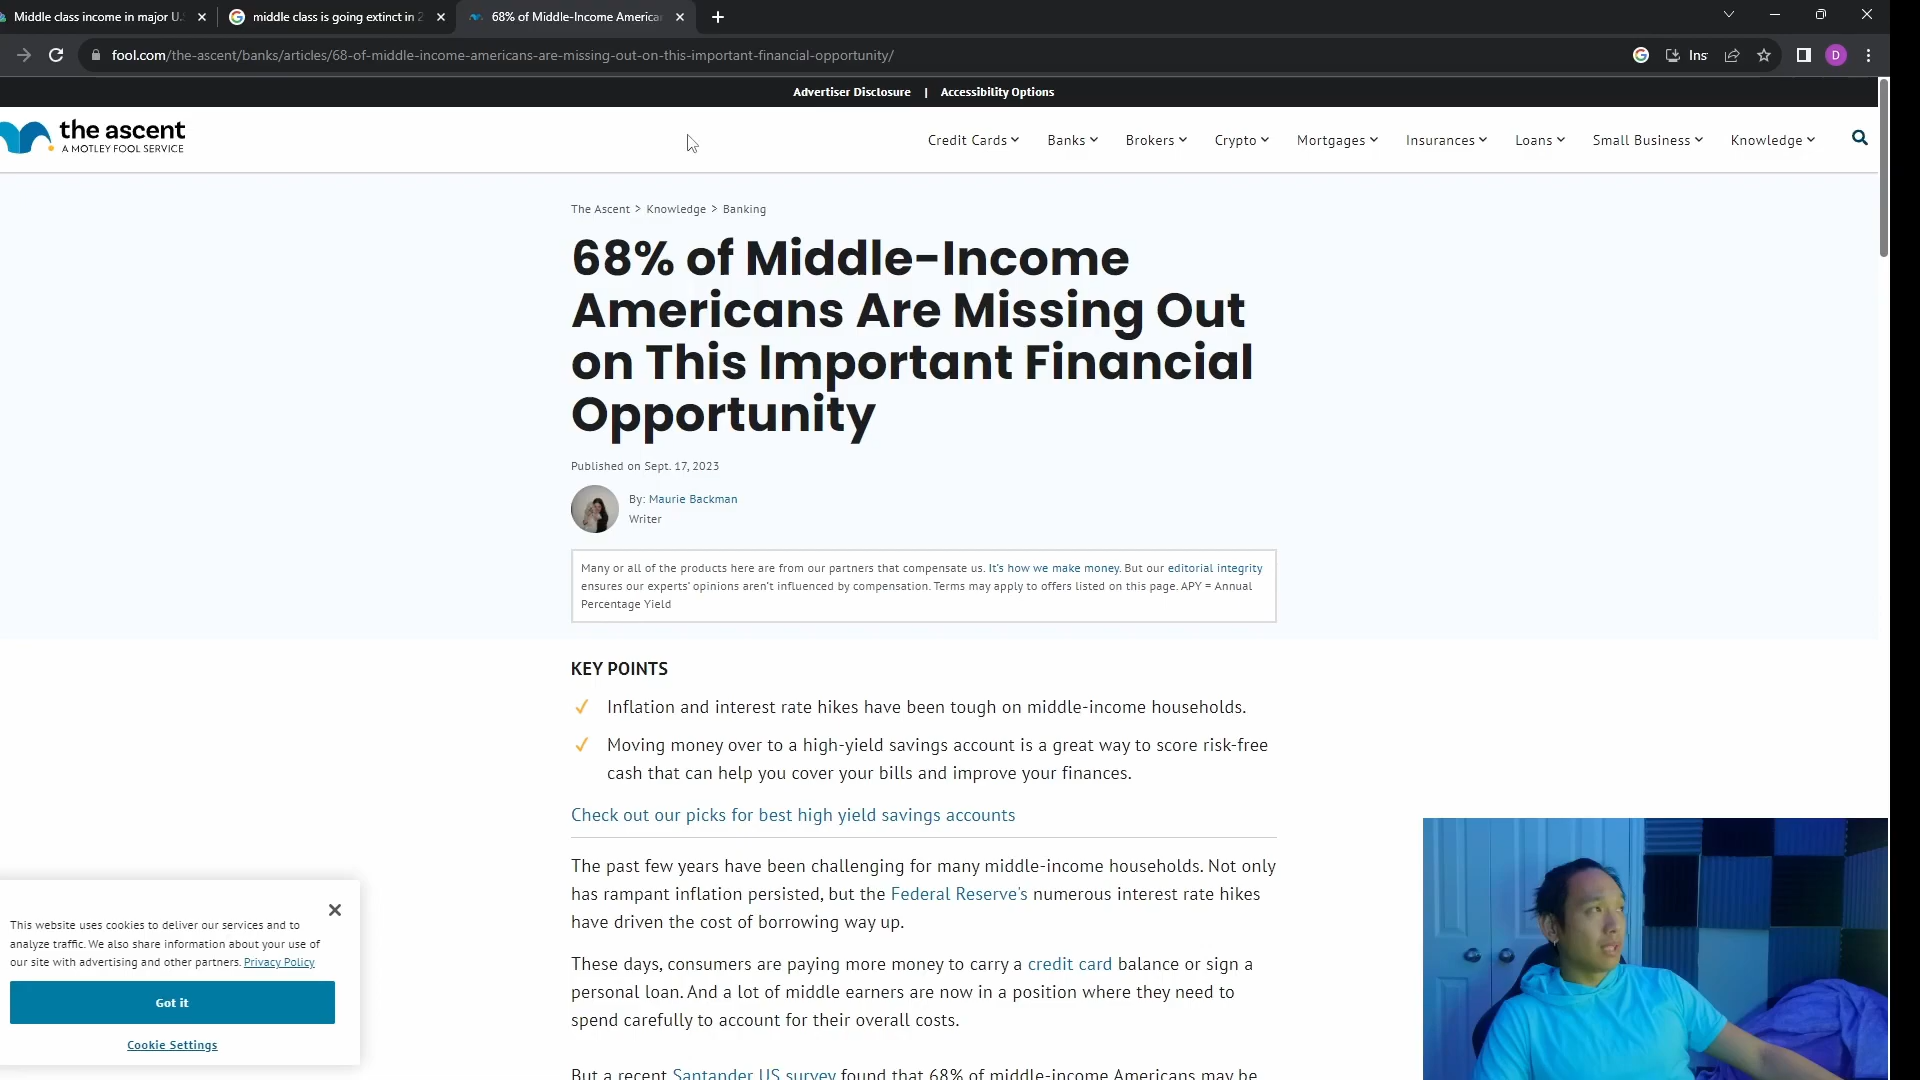 Middle class income in major U.S
middle class is going extinct in 2
68% of Middle-Income America
fool.com/the-ascent/banks/articles/68-of-middle-income-americans-are-missing-out-on-this-important-financial-opportunity/
Ins
D
Advertiser Disclosure | Accessibility Options
the ascent
A MOTLEY FOOL SERVICE
Credit Cards Banks Brokers Crypto Mortgages Insurances Loans Small Business Knowledge
The Ascent > Knowledge > Banking
68% of Middle-Income
Americans Are Missing Out
on This Important Financial
Opportunity
Published on Sept. 17, 2023
By: Maurie Backman
Writer
Many or all of the products here are from our partners that compensate us. It's how we make money. But our editorial integrity
ensures our experts' opinions aren't influenced by compensation. Terms may apply to offers listed on this page. APY = Annual
Percentage Yield
KEY POINTS
Inflation and interest rate hikes have been tough on middle-income households.
Moving money over to a high-yield savings account is a great way to score risk-free
cash that can help you cover your bills and improve your finances.
Check out our picks for best high yield savings accounts
The past few years have been challenging for many middle-income households. Not only
has rampant inflation persisted, but the Federal Reserve's numerous interest rate hikes
have driven the cost of borrowing way up.
These days, consumers are paying more money to carry a credit card balance or sign a
personal loan. And a lot of middle earners are now in a position where they need to
spend carefully to account for their overall costs.
But a recent Santander US survey found that 68% of middle-income Americans may be
This website uses cookies to deliver our services and to
analyze traffic. We also share information about your use of
our site with advertising and other partners. Privacy Policy
Got it
Cookie Settings